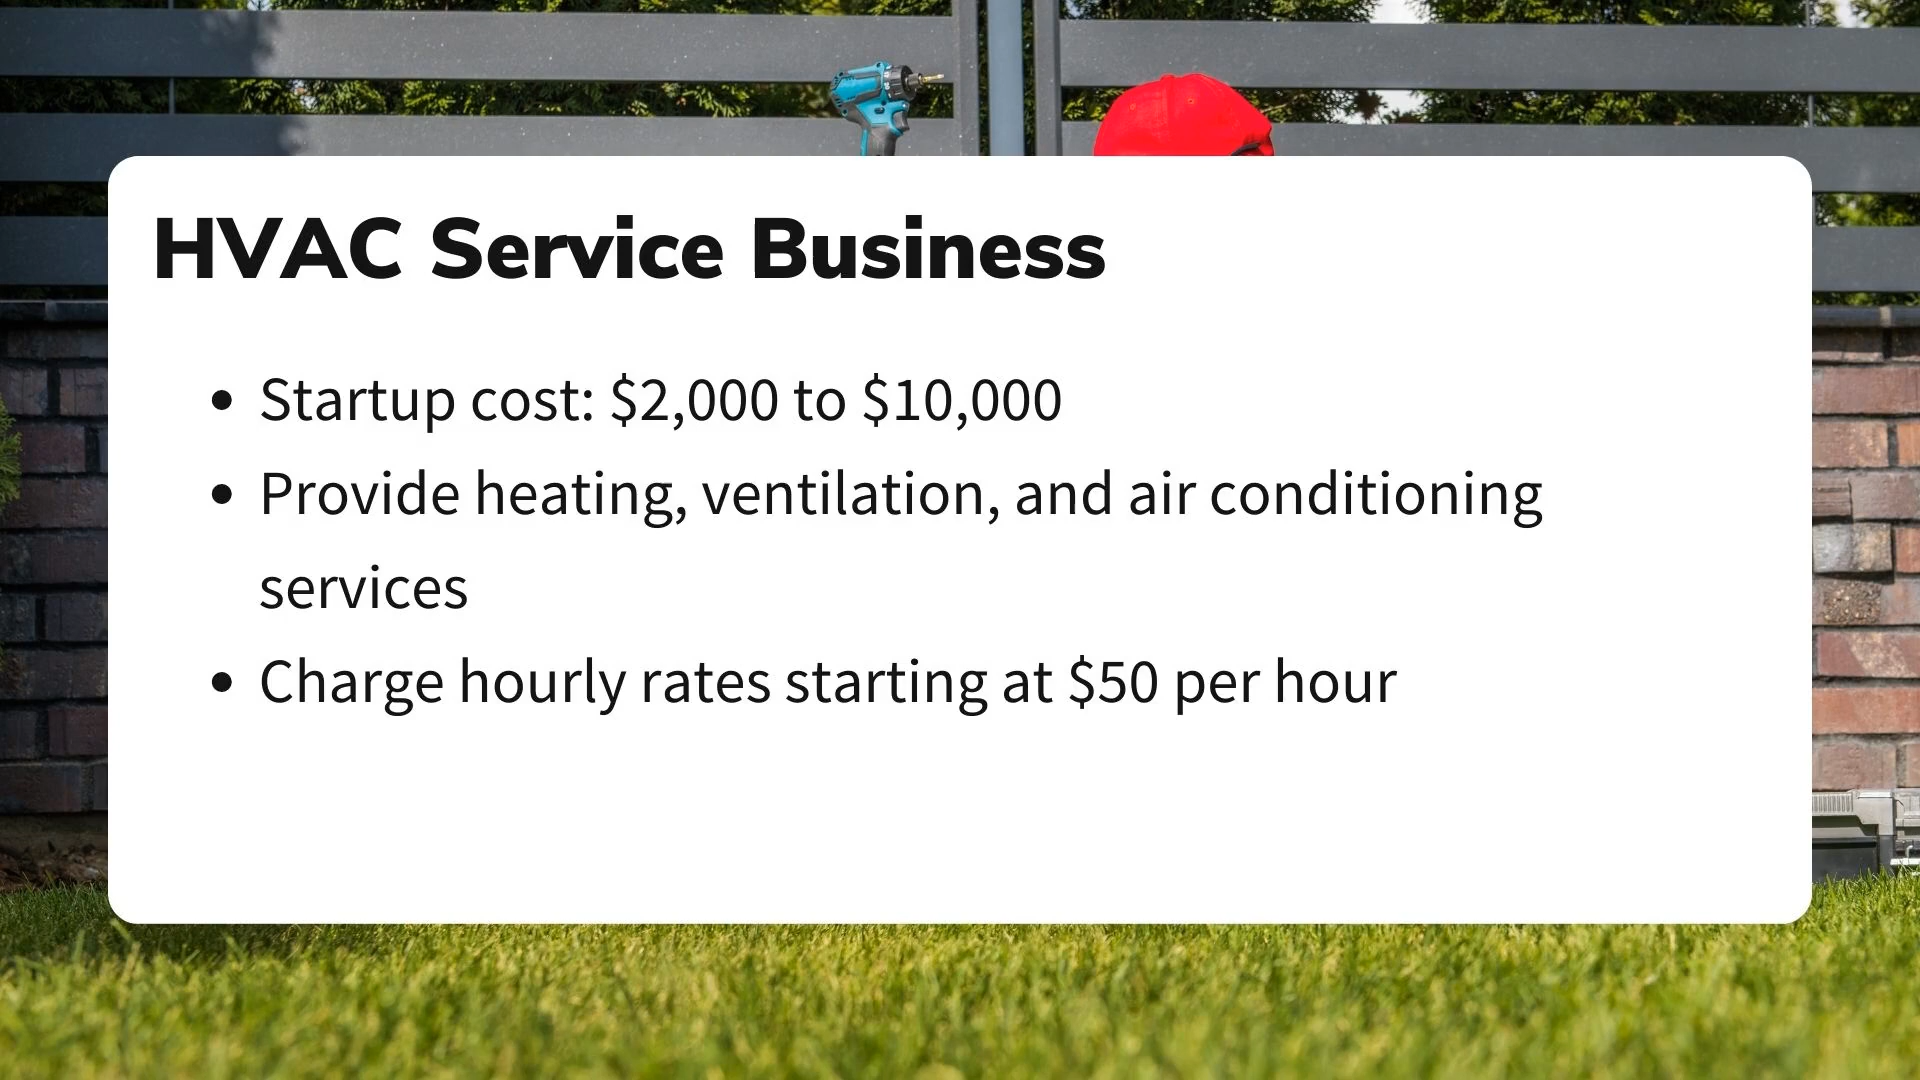 HVAC Service Business
• Startup cost: $2,000 to $10,000
• Provide heating, ventilation, and air conditioning
services
• Charge hourly rates starting at $50 per hour